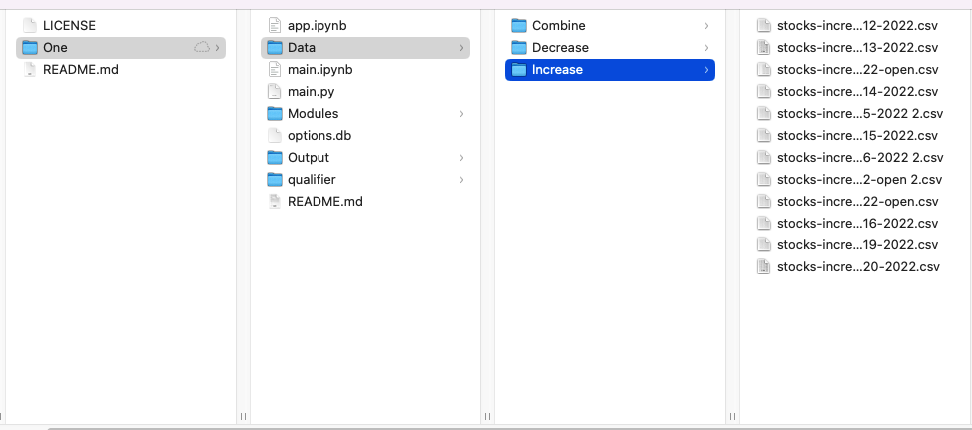 LICENSE
One
README.md
app.ipynb
Data
main.ipynb
main.py
Modules
options.db
Output
qualifier
README.md
Combine
Decrease
Increase
stocks-incre...12-2022.csv
stocks-incre...13-2022.csv
stocks-incre...22-open.csv
stocks-incre...14-2022.csv
stocks-incre...5-2022 2.csv
stocks-incre...15-2022.csv
stocks-incre...6-2022 2.csv
stocks-incre...2-open 2.csv
stocks-incre...22-open.csv
stocks-incre...16-2022.csv
stocks-incre...19-2022.csv
stocks-incre...20-2022.csv